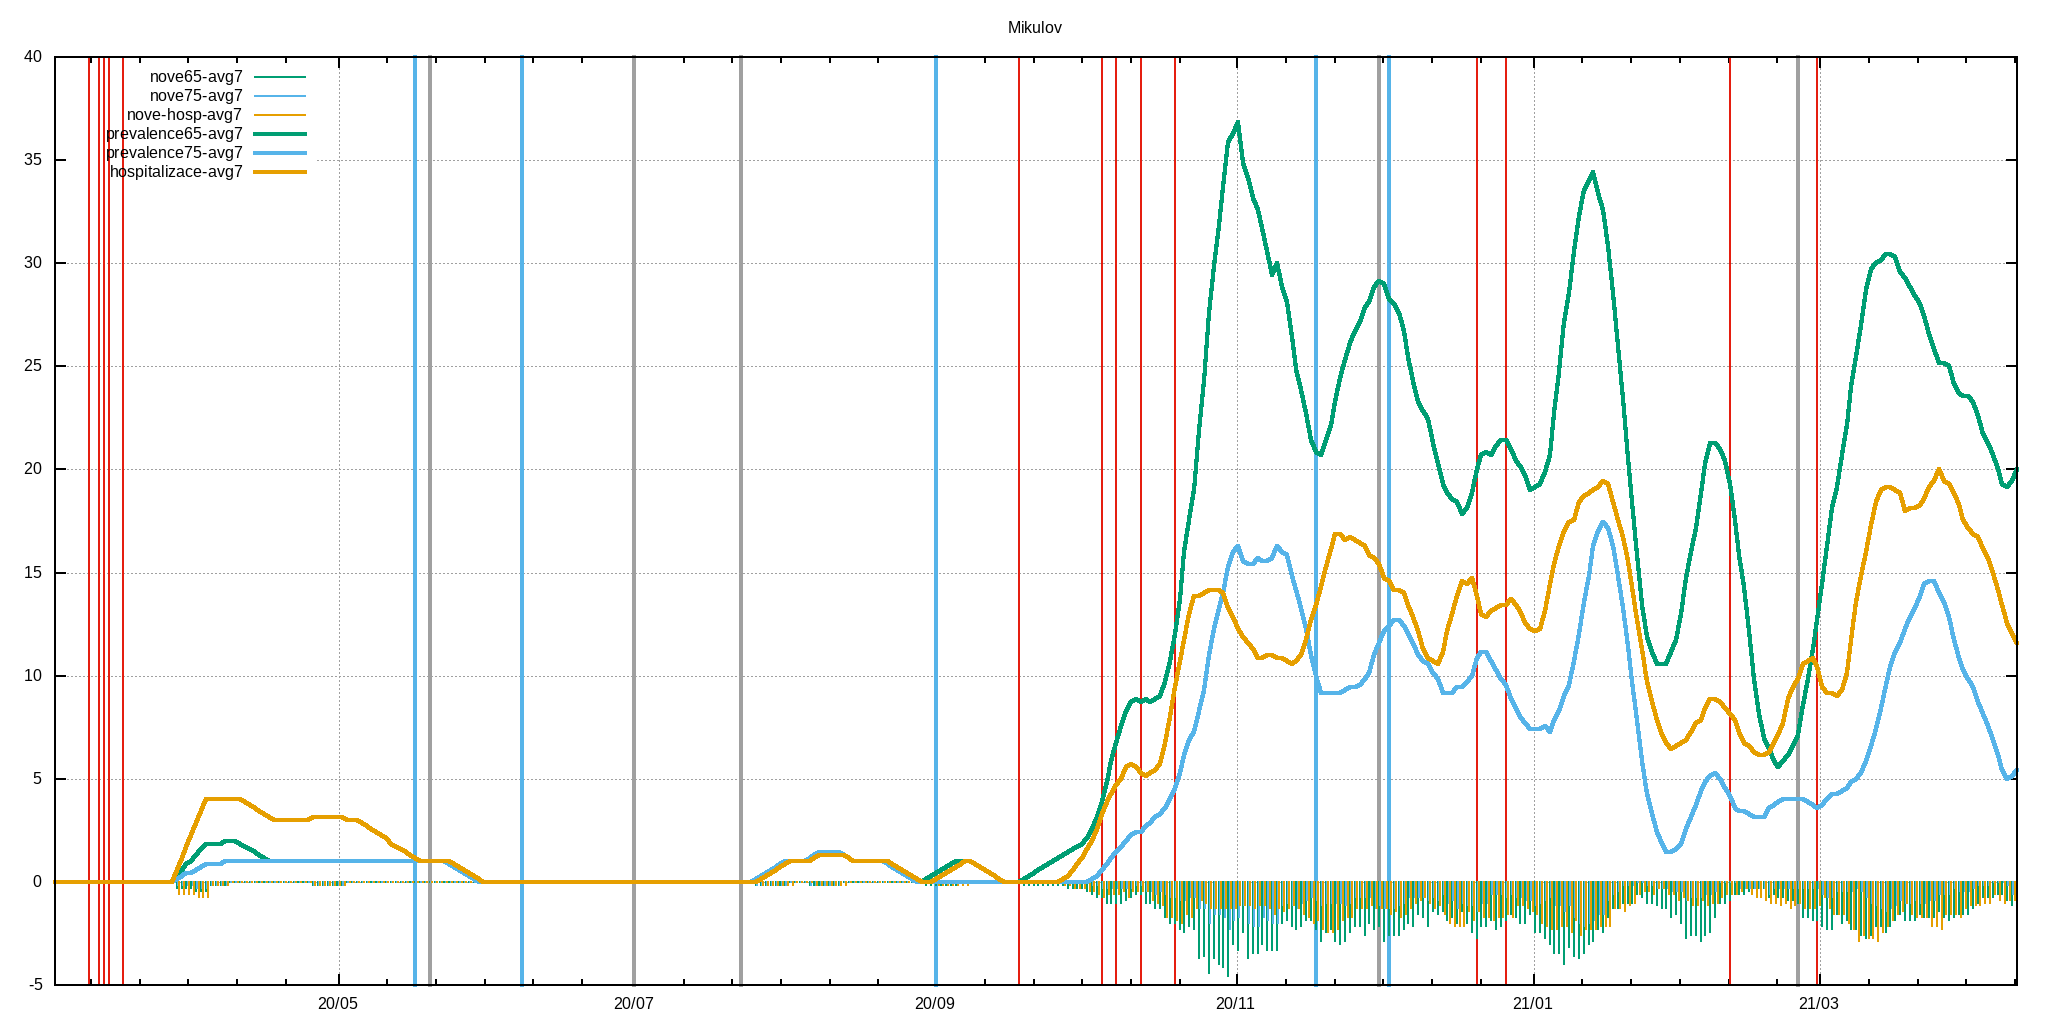 Mikulov
40
nove65-avg7
nove75-avg7
nove-hosp-avg7
prevalence65-avg7
prevalence75-avg7
hospitalizace-avg7
35
30
25
20
15
10
5
0
-5
20/05
20/07
20/09
20/11
21/01
21/03